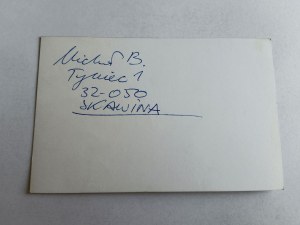 Michał B.
Tyniec 1
32-050
SKAWINA